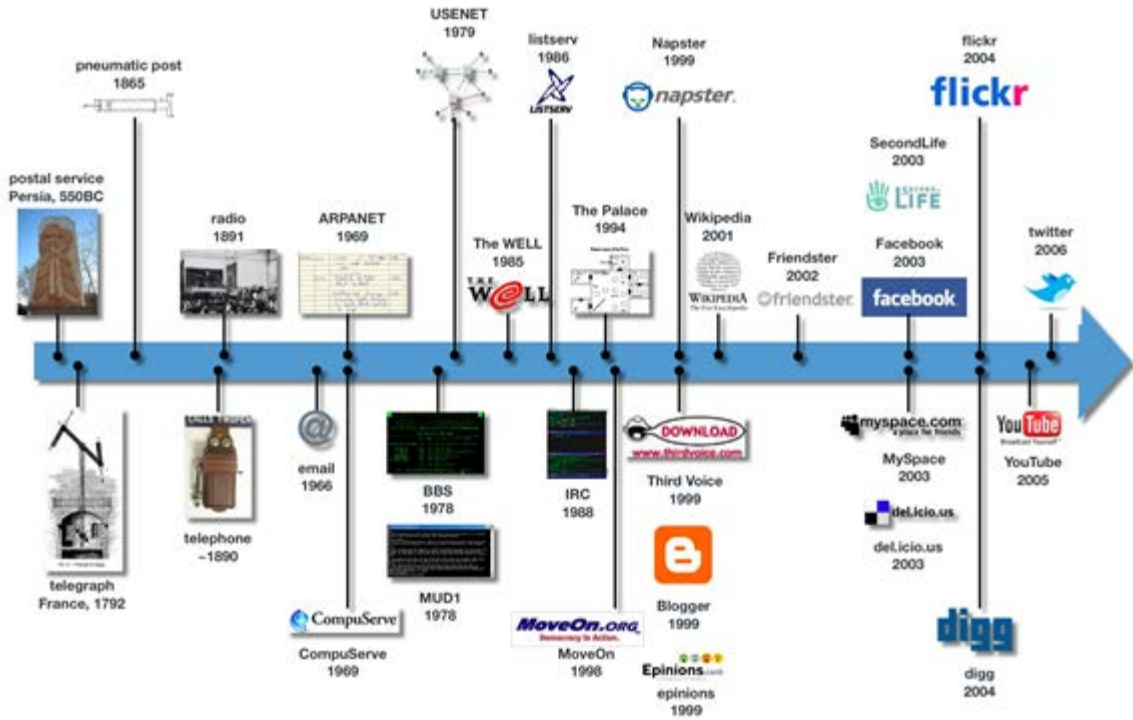 USENET
1979
listserv
1986
LISTSERV
Napster
1999
napster.
flickr
2004
flickr
pneumatic post
1865
SecondLife
2003
SECOND
LIFE
postal service
Persia, 550BC
radio
1891
ARPANET
1969
The WELL
1985
THE
WELL
The Palace
1994
Wikipedia
2001
WIKIPEDIA
The Free Encyclopedia
Friendster
2002
friendster.
Facebook
2003
facebook
twitter
2006
telegraph
France, 1792
telephone
~1890
@
email
1966
CompuServe
CompuServe
1969
BBS
1978
MUD1
1978
IRC
1988
MoveOn.ORG
Democracy in Action.
MoveOn
1998
DOWNLOAD
www.thirdvoice.com
Third Voice
1999
B
Blogger
1999
Epinions.com
epinions
1999
myspace.com
a place for friends
MySpace
2003
del.icio.us
del.icio.us
2003
digg
digg
2004
YouTube
Broadcast Yourself
YouTube
2005